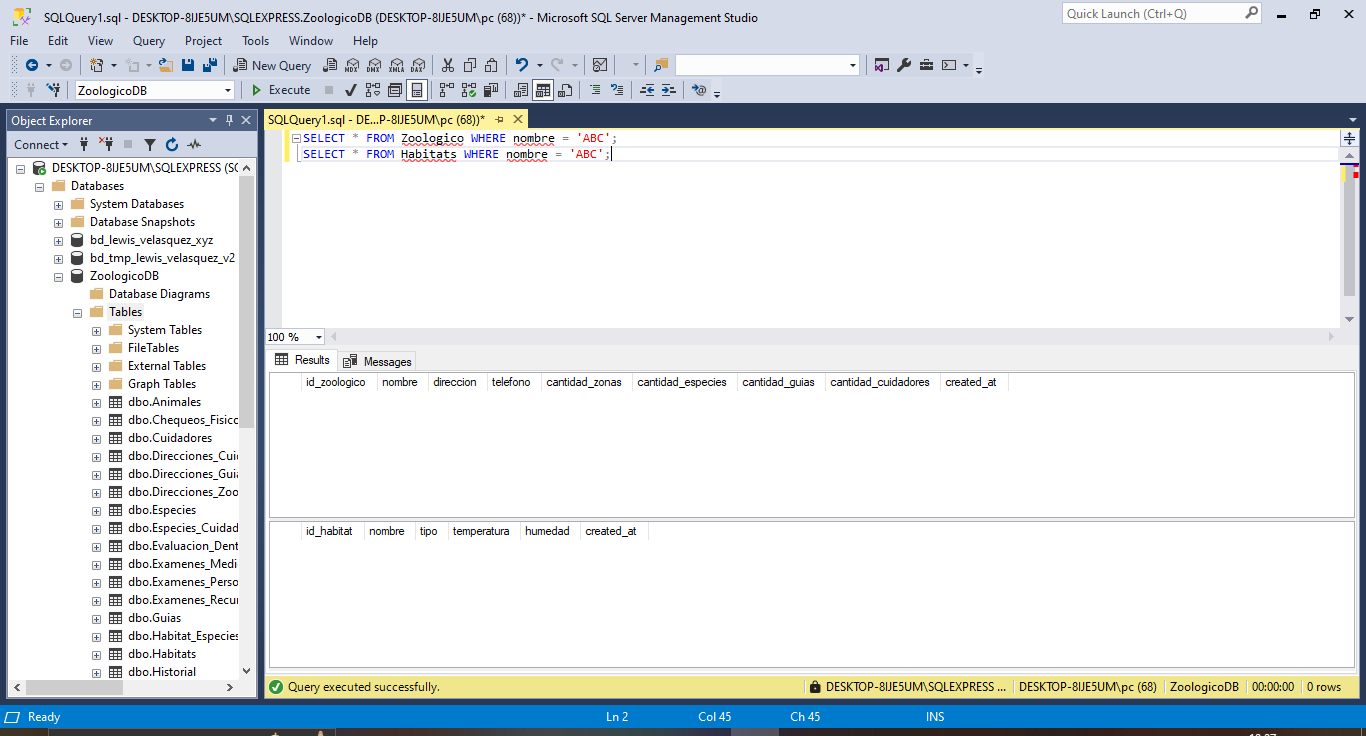 SQLQuery1.sql - DESKTOP-8IJE5UM\SQLEXPRESS.ZoologicoDB (DESKTOP-8IJE5UM\pc (68))* - Microsoft SQL Server Management Studio
Quick Launch (Ctrl+Q)
File Edit View Query Project Tools Window Help
New Query MDX DMX XMLA DAX
ZoologicoDB Execute
Object Explorer
Connect
DESKTOP-8IJE5UM\SQLEXPRESS (SC
Databases
System Databases
Database Snapshots
bd_lewis_velasquez_xyz
bd_tmp_lewis_velasquez_v2
ZoologicoDB
Database Diagrams
Tables
System Tables
FileTables
External Tables
Graph Tables
dbo.Animales
dbo.Chequeos_Fisico
dbo.Cuidadores
dbo.Direcciones_Cui
dbo.Direcciones_Guia
dbo.Direcciones_Zoo
dbo.Especies
dbo.Especies_Cuidad
dbo.Evaluacion_Dent
dbo.Examenes_Medi
dbo.Examenes_Perso
dbo.Examenes_Recur
dbo.Guias
dbo.Habitat_Especies
dbo.Habitats
dbo.Historial
SQLQuery1.sql - DE...P-8IJE5UM\pc (68))*
SELECT * FROM Zoologico WHERE nombre = 'ABC';
SELECT * FROM Habitats WHERE nombre = 'ABC';
100 %
Results Messages
id_zoologico nombre direccion telefono cantidad_zonas cantidad_especies cantidad_guias cantidad_cuidadores created_at
id_habitat nombre tipo temperatura humedad created_at
Query executed successfully. DESKTOP-8IJE5UM\SQLEXPRESS ... DESKTOP-8IJE5UM\pc (68) ZoologicoDB 00:00:00 0 rows
Ready Ln 2 Col 45 Ch 45 INS